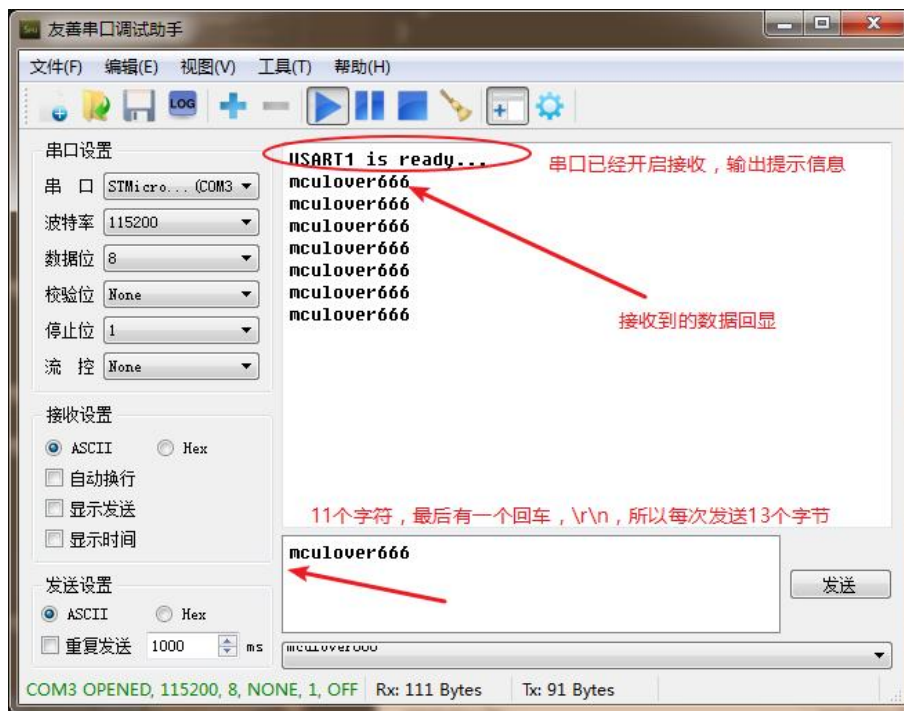 友善串口调试助手
文件(F) 编辑(E) 视图(V) 工具(T) 帮助(H)
LOG
串口设置
串 口 STMicro... (COM3
波特率 115200
数据位 8
校验位 None
停止位 1
流 控 None
接收设置
ASCII Hex
自动换行
显示发送
显示时间
发送设置
ASCII Hex
重复发送 1000 ms
USART1 is ready...
串口已经开启接收，输出提示信息
mculover666
mculover666
mculover666
mculover666
mculover666
mculover666
mculover666
接收到的数据回显
11个字符，最后有一个回车，\r\n，所以每次发送13个字节
mculover666
发送
mculover666
COM3 OPENED, 115200, 8, NONE, 1, OFF Rx: 111 Bytes Tx: 91 Bytes